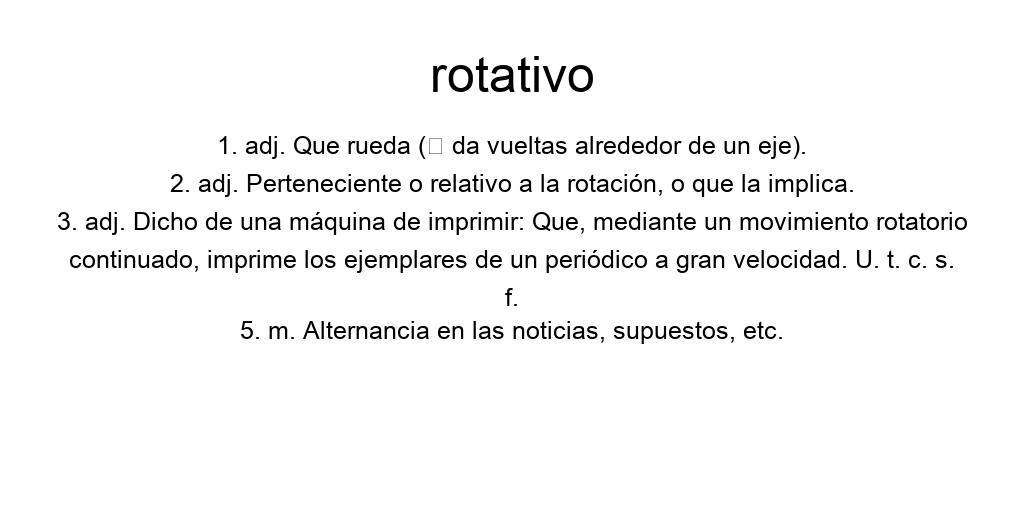 rotativo
1. adj. Que rueda (□ da vueltas alrededor de un eje).
2. adj. Perteneciente o relativo a la rotación, o que la implica.
3. adj. Dicho de una máquina de imprimir: Que, mediante un movimiento rotatorio
continuado, imprime los ejemplares de un periódico a gran velocidad. U. t. c. s.
f.
5. m. Alternancia en las noticias, supuestos, etc.